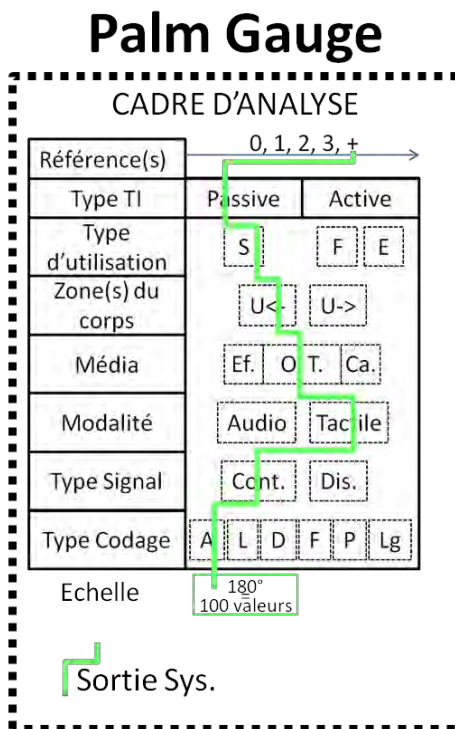 Palm Gauge
CADRE D'ANALYSE
Référence(s) 0, 1, 2, 3, +
Type TI Passive Active
Type d'utilisation S F E
Zone(s) du corps U<- U->
Média Ef. O T. Ca.
Modalité Audio Tactile
Type Signal Cont. Dis.
Type Codage A L D F P Lg
Echelle 180°
=
100 valeurs
Sortie Sys.